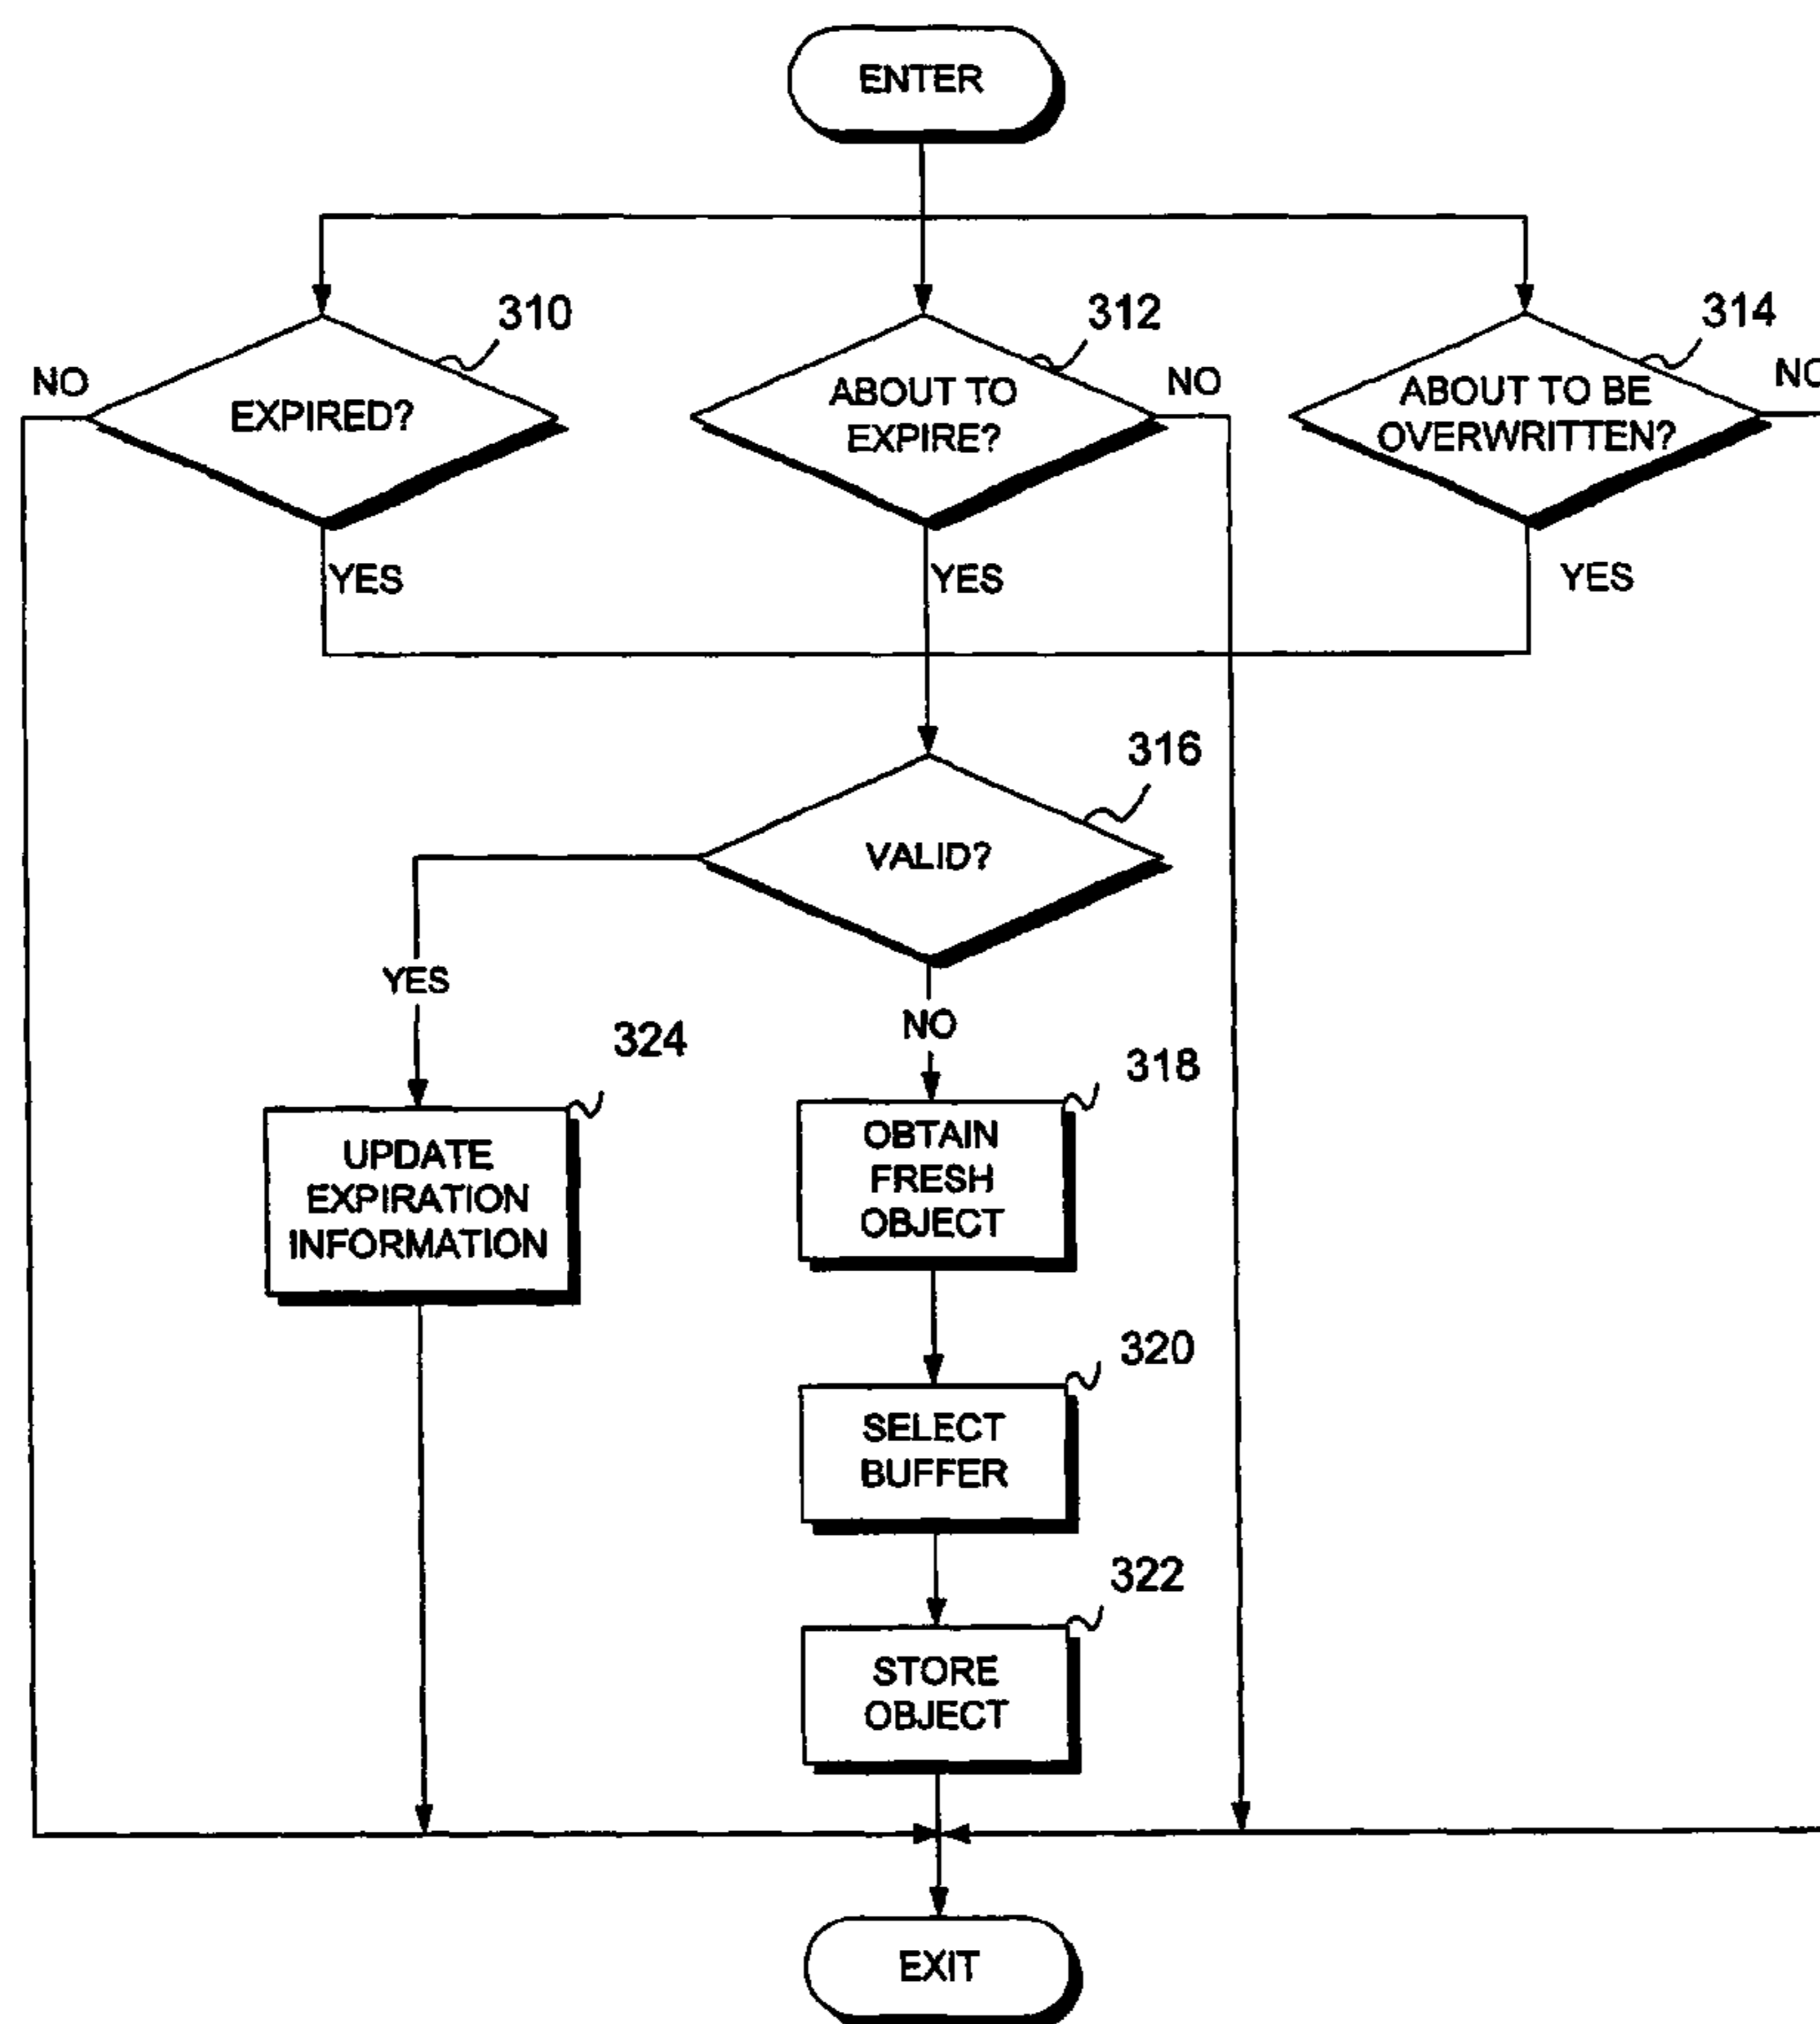 ENTER
310
312
314
NO
EXPIRED?
ABOUT TO
EXPIRE?
NO
ABOUT TO BE
OVERWRITTEN?
NO
YES
YES
YES
316
VALID?
YES
NO
324
318
UPDATE
EXPIRATION
INFORMATION
OBTAIN
FRESH
OBJECT
320
SELECT
BUFFER
322
STORE
OBJECT
EXIT